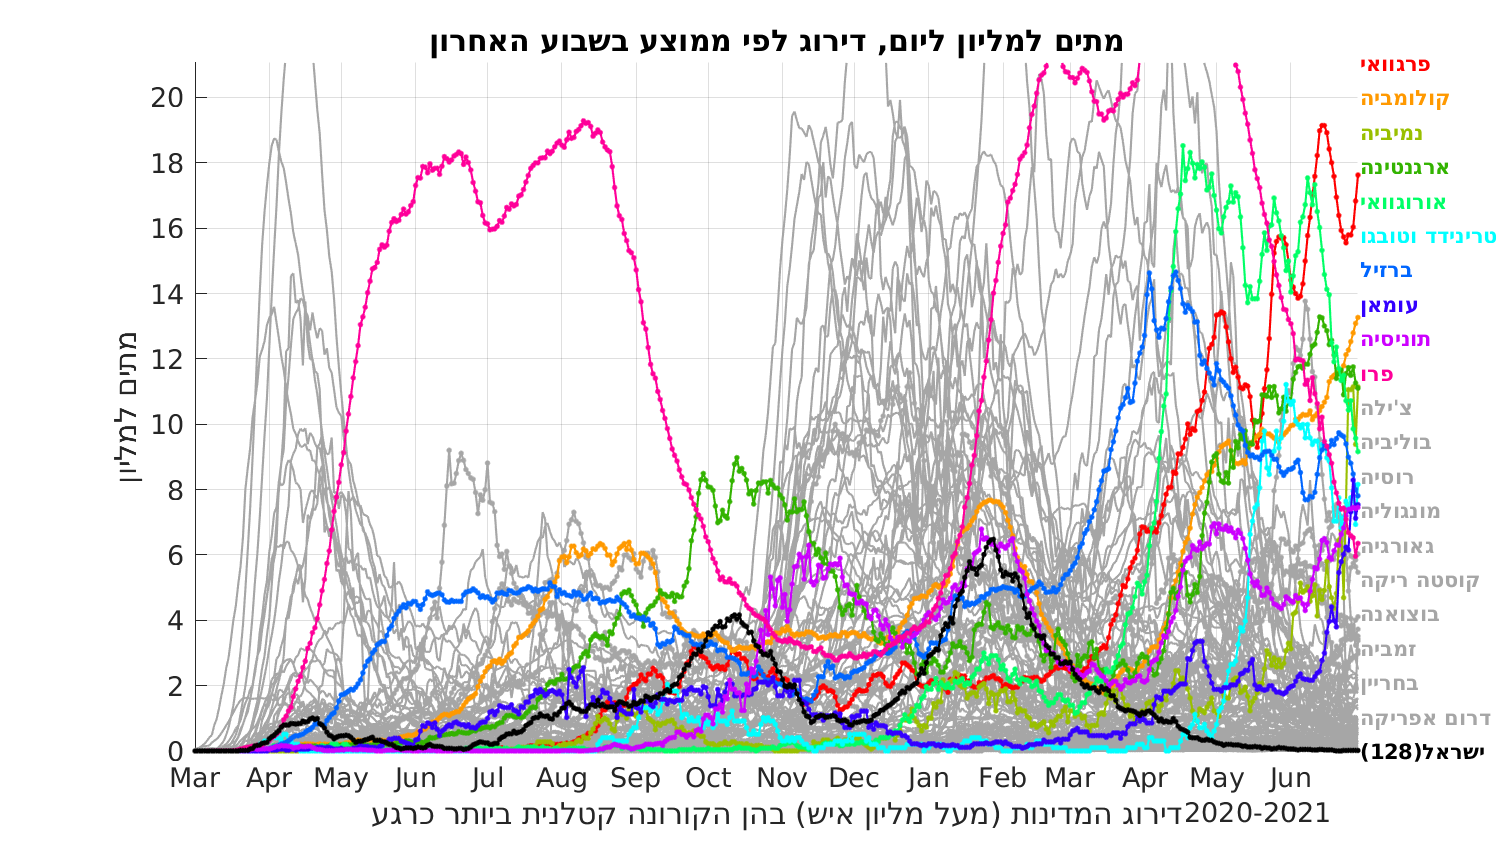 מתים למליון ליום, דירוג לפי ממוצע בשבוע האחרון
מתים למליון
20
18
16
14
12
10
8
6
4
2
0
Mar Apr May Jun Jul Aug Sep Oct Nov Dec Jan Feb Mar Apr May Jun
דירוג המדינות (מעל מליון איש) בהן הקורונה קטלנית ביותר כרגע2020-2021
פרגוואי
קולומביה
נמיביה
ארגנטינה
אורוגוואי
טרינידד וטובגו
ברזיל
עומאן
תוניסיה
פרו
צ'ילה
בוליביה
רוסיה
מונגוליה
גאורגיה
קוסטה ריקה
בוצואנה
זמביה
בחריין
דרום אפריקה
ישראל(128)